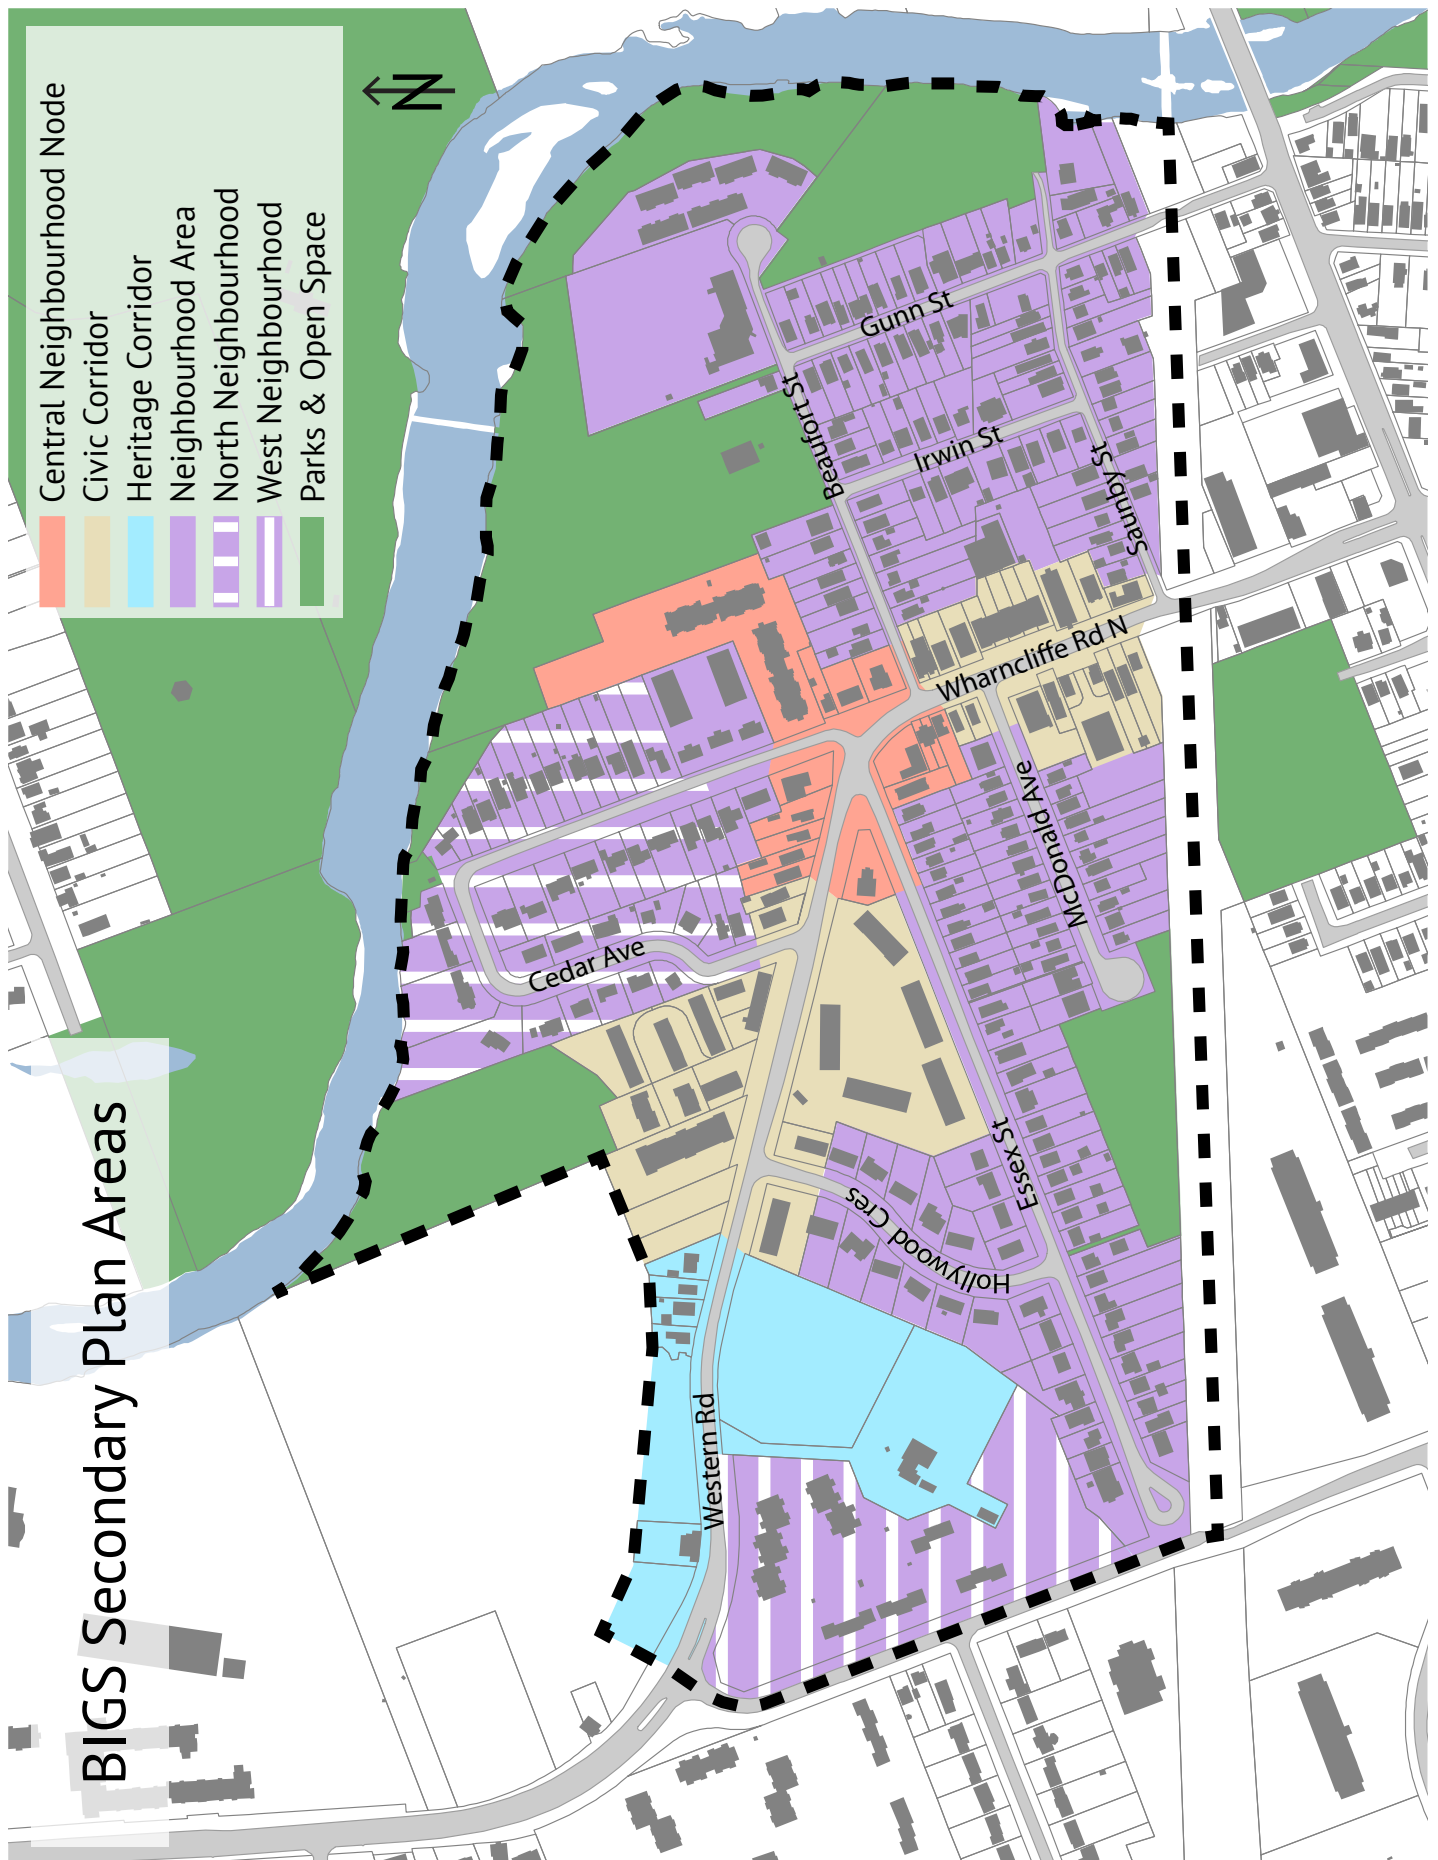 BIGS Secondary Plan Areas
Central Neighbourhood Node
Civic Corridor
Heritage Corridor
Neighbourhood Area
North Neighbourhood
West Neighbourhood
Parks & Open Space
N
Western Rd
Hollywood Cres
Essex St
Cedar Ave
McDonald Ave
Wharncliffe Rd N
Beaufort St
Saunby St
Irwin St
Gunn St